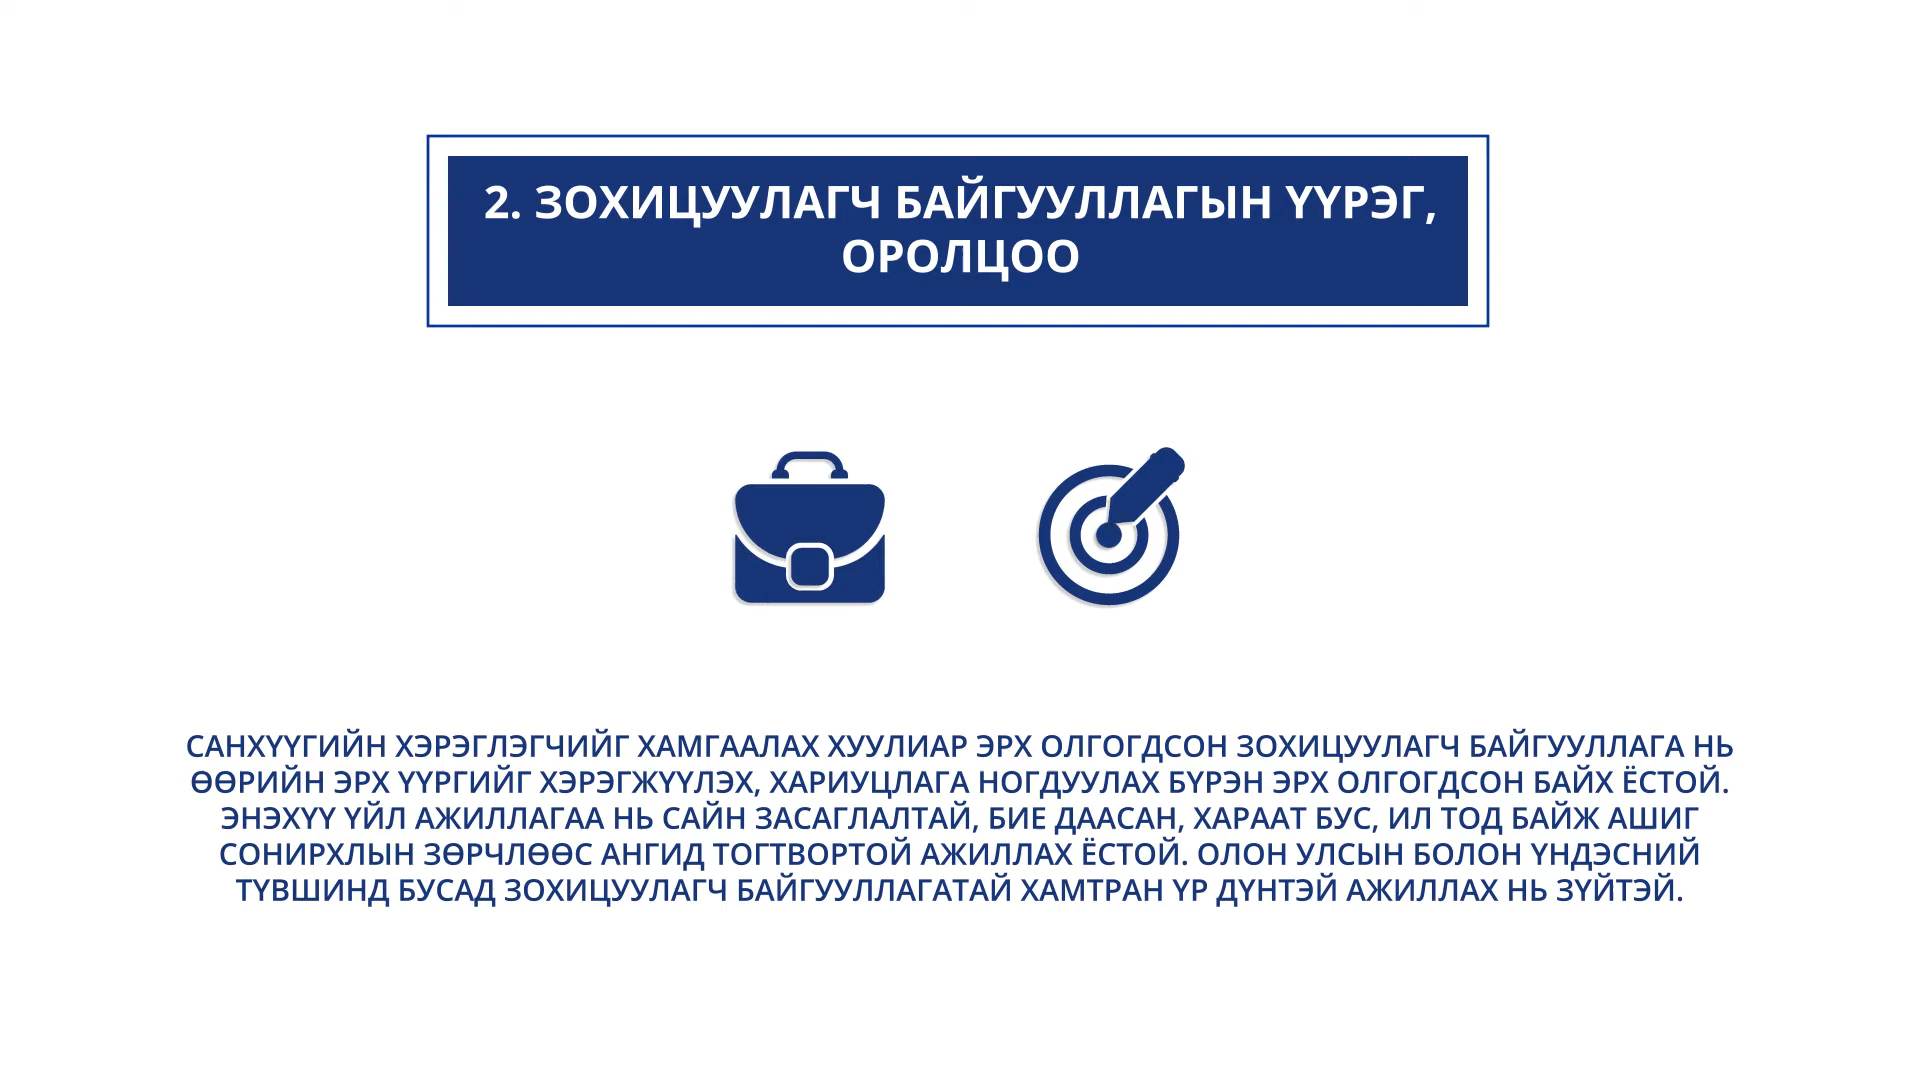 2. ЗОХИЦУУЛАГЧ БАЙГУУЛЛАГЫН ҮҮРЭГ,
ОРОЛЦОО
САНХҮҮГИЙН ХЭРЭГЛЭГЧИЙГ ХАМГААЛАХ ХУУЛИАР ЭРХ ОЛГОГДСОН ЗОХИЦУУЛАГЧ БАЙГУУЛЛАГА НЬ
ӨӨРИЙН ЭРХ ҮҮРГИЙГ ХЭРЭГЖҮҮЛЭХ, ХАРИУЦЛАГА НОГДУУЛАХ БҮРЭН ЭРХ ОЛГОГДСОН БАЙХ ЁСТОЙ.
ЭНЭХҮҮ ҮЙЛ АЖИЛЛАГАА НЬ САЙН ЗАСАГЛАЛТАЙ, БИЕ ДААСАН, ХАРААТ БУС, ИЛ ТОД БАЙЖ АШИГ
СОНИРХЛЫН ЗӨРЧЛӨӨС АНГИД ТОГТВОРТОЙ АЖИЛЛАХ ЁСТОЙ. ОЛОН УЛСЫН БОЛОН ҮНДЭСНИЙ
ТҮВШИНД БУСАД ЗОХИЦУУЛАГЧ БАЙГУУЛЛАГАТАЙ ХАМТРАН ҮР ДҮНТЭЙ АЖИЛЛАХ НЬ ЗҮЙТЭЙ.